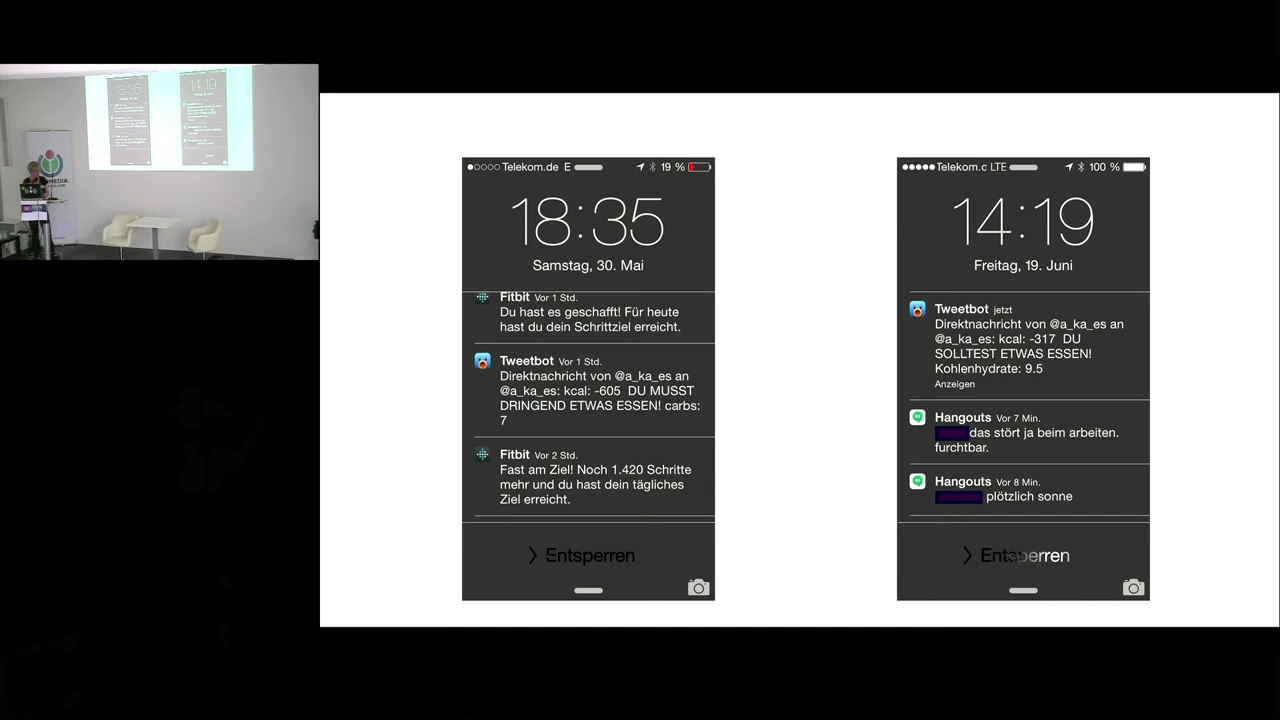 18:35
14:19
MEDIA
●○○○○ Telekom.de E 19 %
18:35
Samstag, 30. Mai
Fitbit Vor 1 Std.
Du hast es geschafft! Für heute
hast du dein Schrittziel erreicht.
Tweetbot Vor 1 Std.
Direktnachricht von @a_ka_es an
@a_ka_es: kcal: -605 DU MUSST
DRINGEND ETWAS ESSEN! carbs:
7
Fitbit Vor 2 Std.
Fast am Ziel! Noch 1.420 Schritte
mehr und du hast dein tägliches
Ziel erreicht.
> Entsperren
●●●●● Telekom.c LTE 100 %
14:19
Freitag, 19. Juni
Tweetbot jetzt
Direktnachricht von @a_ka_es an
@a_ka_es: kcal: -317 DU
SOLLTEST ETWAS ESSEN!
Kohlenhydrate: 9.5
Anzeigen
Hangouts Vor 7 Min.
das stört ja beim arbeiten.
furchtbar.
Hangouts Vor 8 Min.
plötzlich sonne
> Entsperren